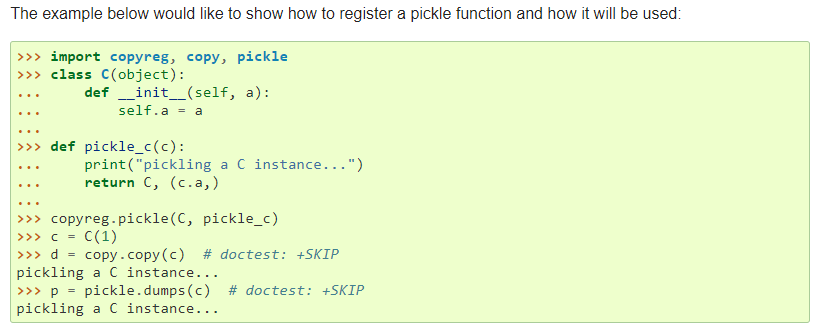 The example below would like to show how to register a pickle function and how it will be used:
>>> import copyreg, copy, pickle
>>> class C(object):
...     def __init__(self, a):
...         self.a = a
...
>>> def pickle_c(c):
...     print("pickling a C instance...")
...     return C, (c.a,)
...
>>> copyreg.pickle(C, pickle_c)
>>> c = C(1)
>>> d = copy.copy(c)  # doctest: +SKIP
pickling a C instance...
>>> p = pickle.dumps(c)  # doctest: +SKIP
pickling a C instance...